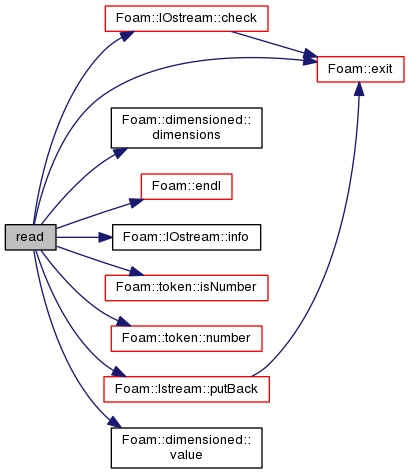 Foam::IOstream::check
Foam::exit
Foam::dimensioned::
dimensions
Foam::endl
read
Foam::IOstream::info
Foam::token::isNumber
Foam::token::number
Foam::Istream::putBack
Foam::dimensioned::
value